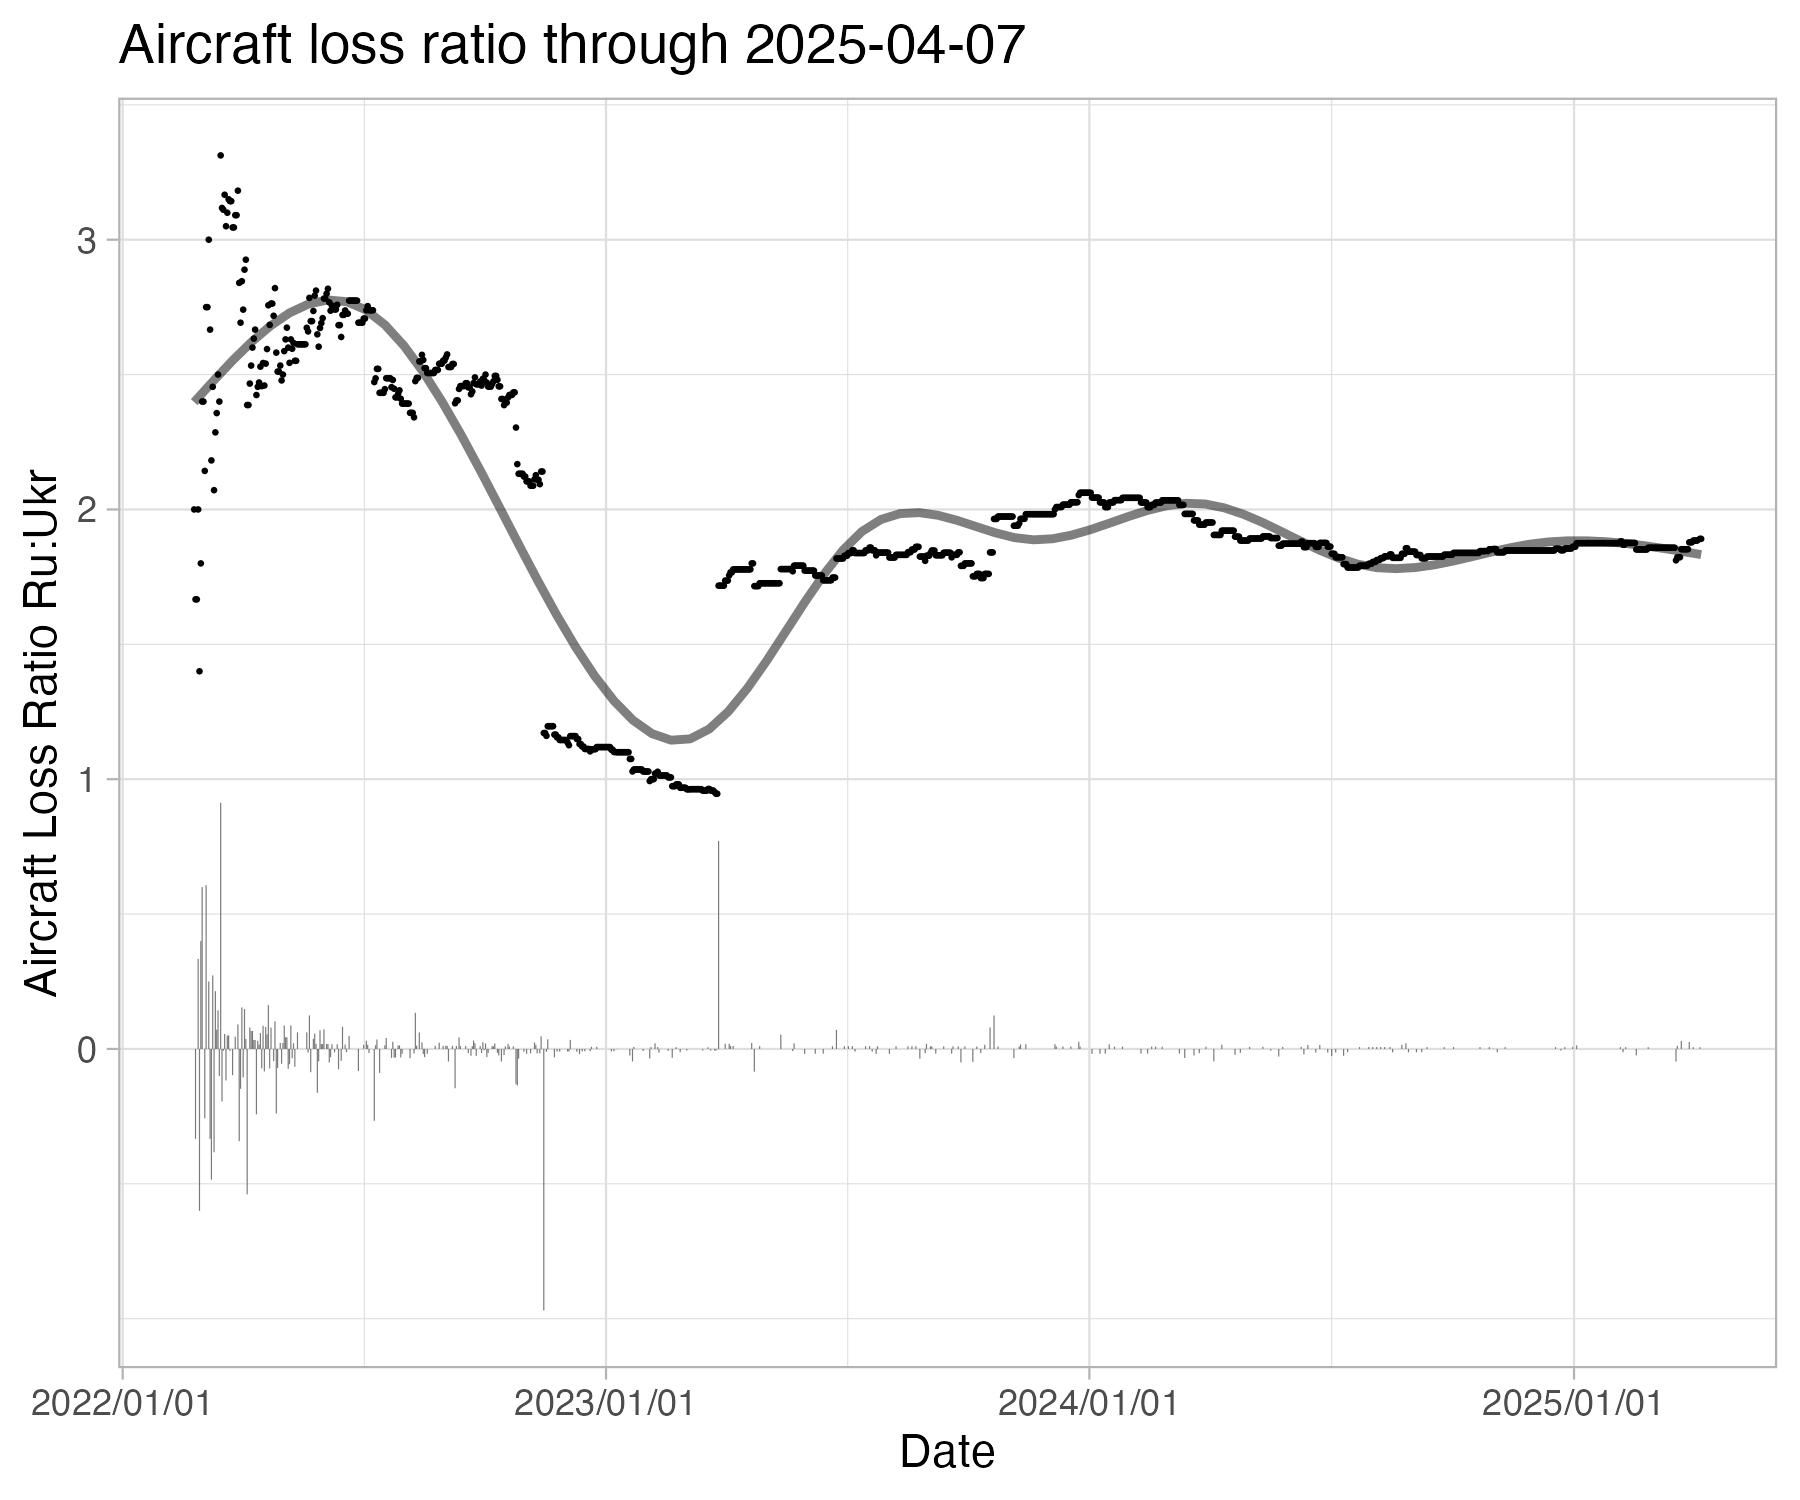 Aircraft loss ratio through 2025-04-07
Aircraft Loss Ratio Ru:Ukr
3
2
1
0
2022/01/01
2023/01/01
2024/01/01
2025/01/01
Date